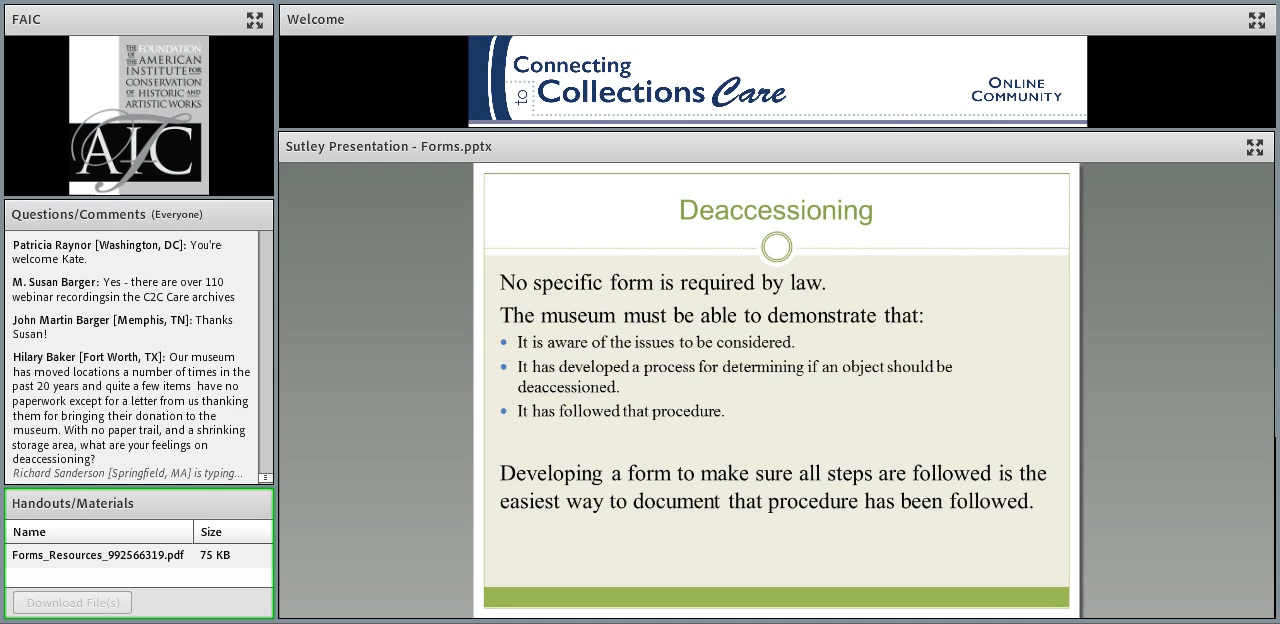 FAIC
THE FOUNDATION
OF THE AMERICAN
INSTITUTE FOR
CONSERVATION
OF HISTORIC AND
ARTISTIC WORKS
AIC
Questions/Comments (Everyone)
Patricia Raynor [Washington, DC]: You're
welcome Kate.
M. Susan Barger: Yes - there are over 110
webinar recordingsin the C2C Care archives
John Martin Barger [Memphis, TN]: Thanks
Susan!
Hilary Baker [Fort Worth, TX]: Our museum
has moved locations a number of times in the
past 20 years and quite a few items have no
paperwork except for a letter from us thanking
them for bringing their donation to the
museum. With no paper trail, and a shrinking
storage area, what are your feelings on
deaccessioning?
Richard Sanderson [Springfield, MA] is typing...
Handouts/Materials
Name Size
Forms_Resources_992566319.pdf 75 KB
Download File(s)
Welcome
Connecting
to Collections Care
ONLINE
COMMUNITY
Sutley Presentation - Forms.pptx
Deaccessioning
No specific form is required by law.
The museum must be able to demonstrate that:
• It is aware of the issues to be considered.
• It has developed a process for determining if an object should be
deaccessioned.
• It has followed that procedure.
Developing a form to make sure all steps are followed is the
easiest way to document that procedure has been followed.